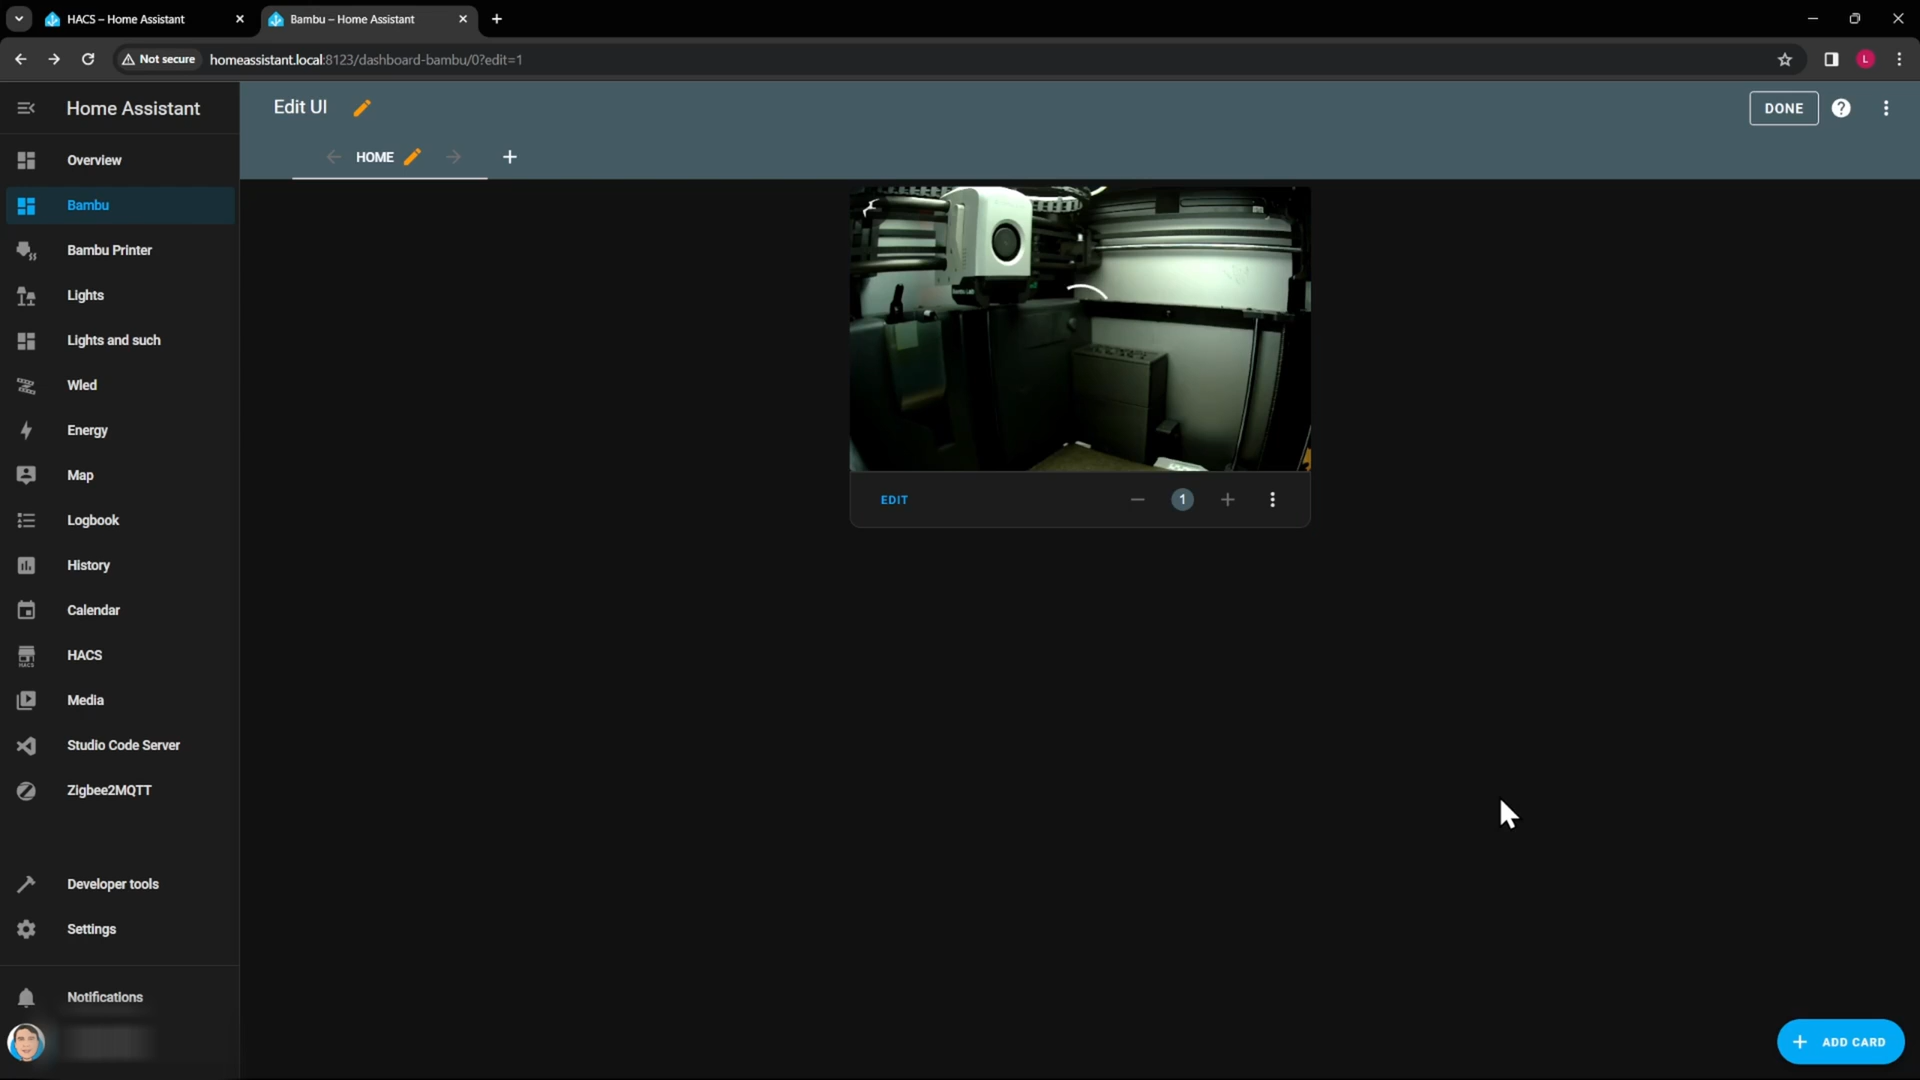 HACS – Home Assistant
Bambu – Home Assistant
Not secure
homeassistant.local:8123/dashboard-bambu/0?edit=1
Home Assistant
Edit UI
DONE
HOME
Overview
Bambu
Bambu Printer
Lights
Lights and such
Wled
Energy
Map
Logbook
History
Calendar
HACS
Media
Studio Code Server
Zigbee2MQTT
Developer tools
Settings
Notifications
EDIT
1
ADD CARD
L